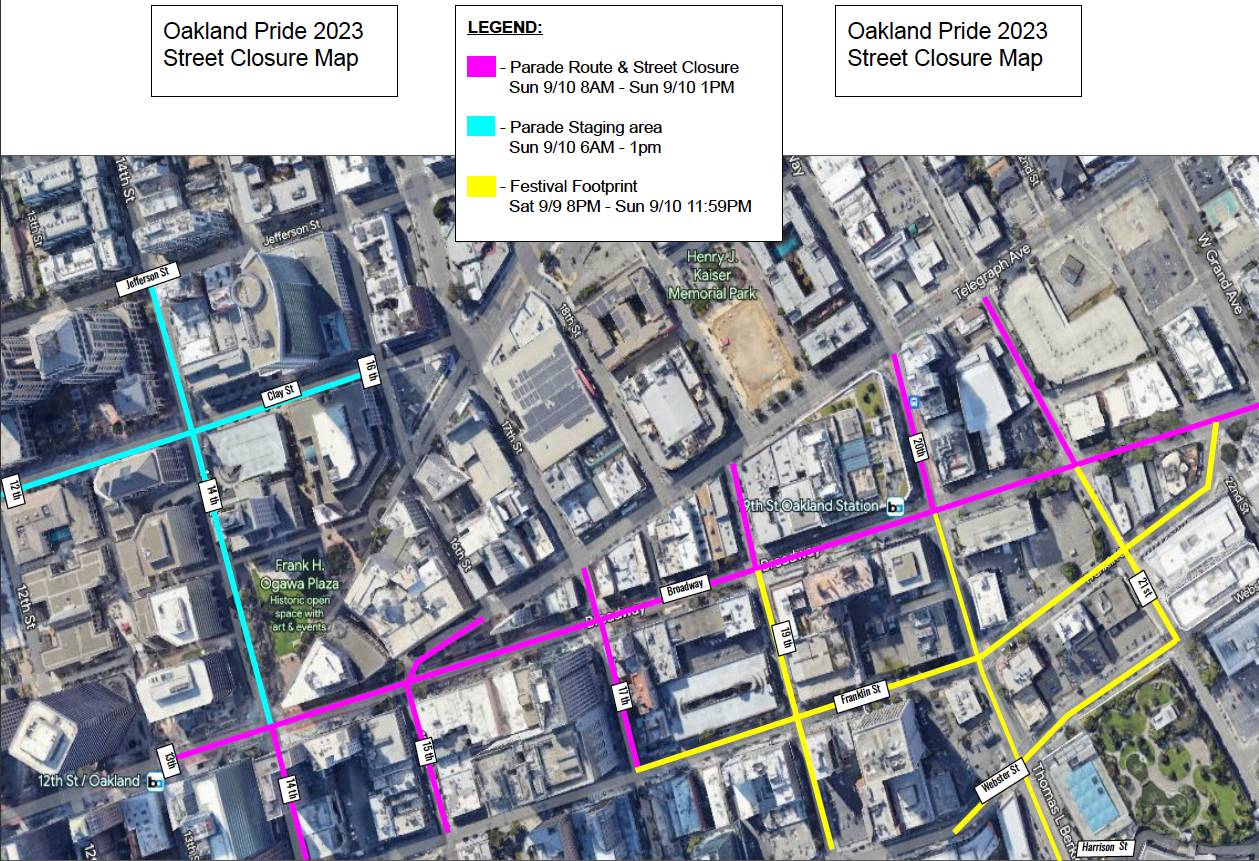 Oakland Pride 2023
Street Closure Map
LEGEND:
- Parade Route & Street Closure
Sun 9/10 8AM - Sun 9/10 1PM
- Parade Staging area
Sun 9/10 6AM - 1pm
- Festival Footprint
Sat 9/9 8PM - Sun 9/10 11:59PM
Oakland Pride 2023
Street Closure Map
14th St
13th St
Jefferson St
Jefferson St
Henry J.
Kaiser
Memorial Park
Telegraph Ave
W Grand Ave
18th St
16 th
Clay St
17th St
12 th
14 th
20th
9th St Oakland Station
22nd St
16th St
Frank H.
Ogawa Plaza
Historic open
space with
art & events
12th St
Broadway
Broadway
Broadway
21st
19 th
17 th
Franklin St
15 th
13th
12th St / Oakland
14 th
Webster St
Thomas L Berk
13th
Harrison St